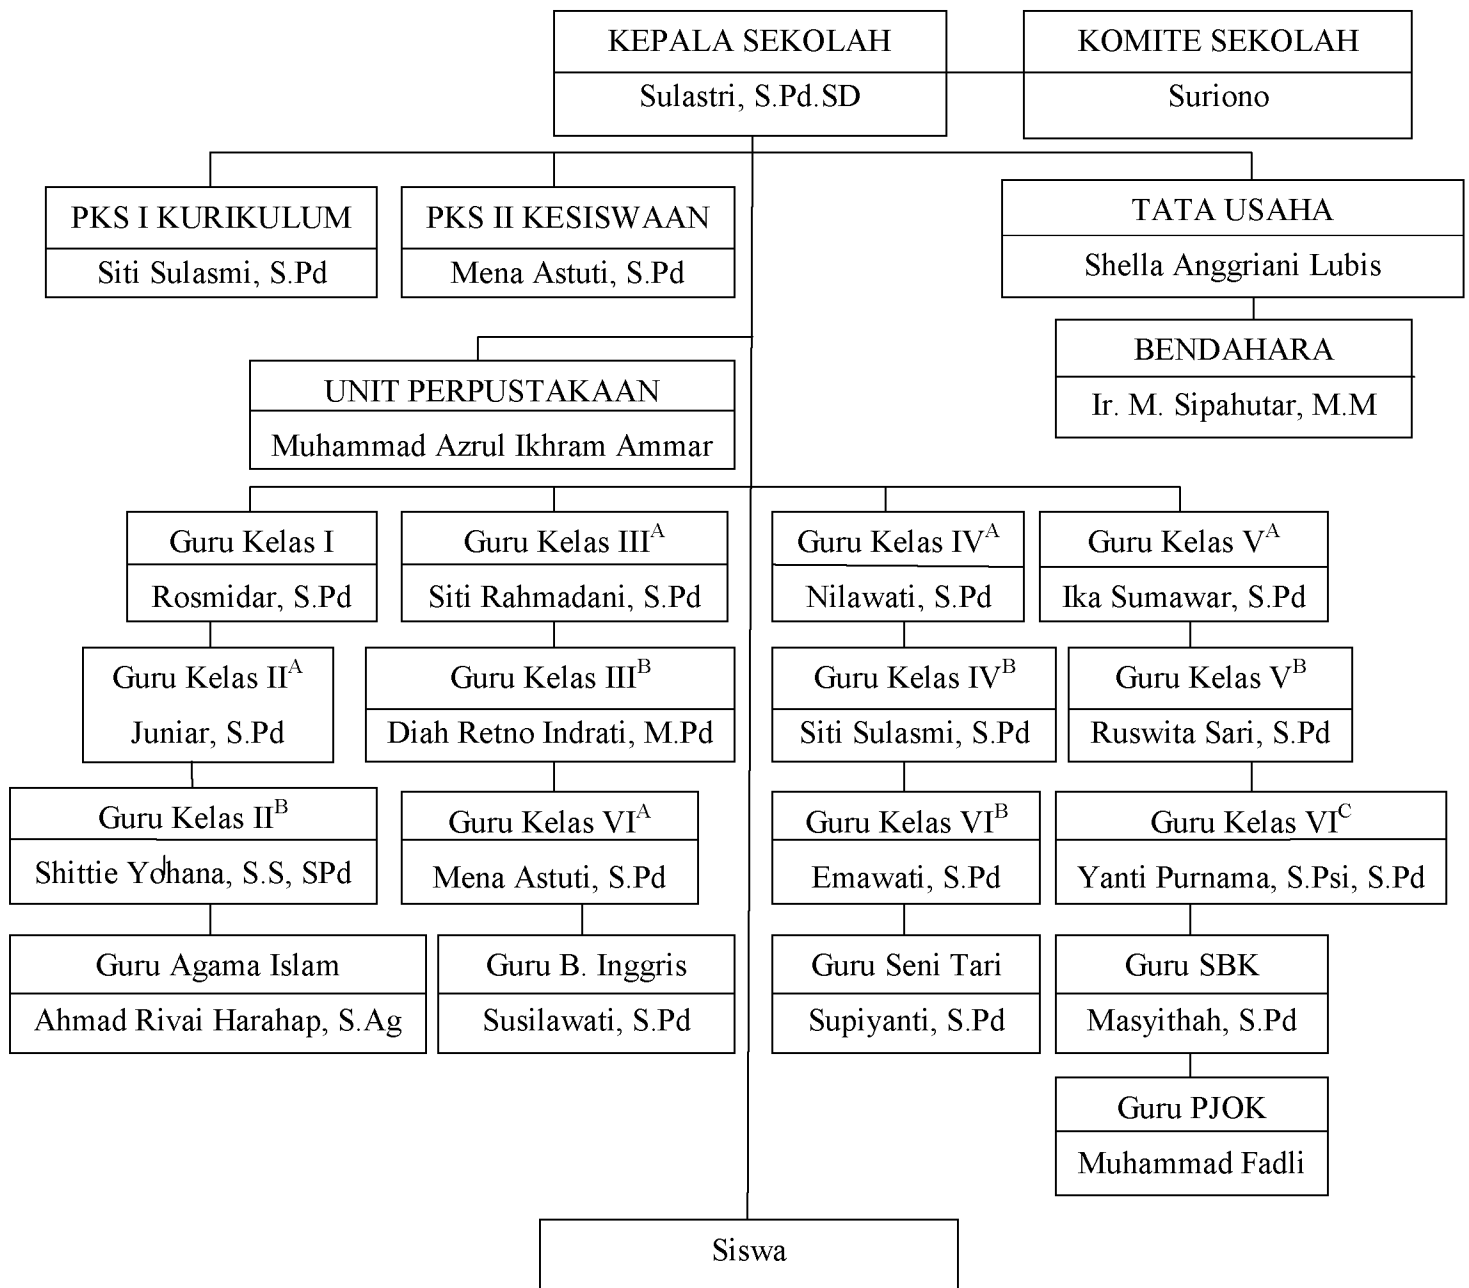 KEPALA SEKOLAH
Sulastri, S.Pd.SD
KOMITE SEKOLAH
Suriono
PKS I KURIKULUM
Siti Sulasmi, S.Pd
PKS II KESISWAAN
Mena Astuti, S.Pd
TATA USAHA
Shella Anggriani Lubis
BENDAHARA
Ir. M. Sipahutar, M.M
UNIT PERPUSTAKAAN
Muhammad Azrul Ikhram Ammar
Guru Kelas I
Rosmidar, S.Pd
Guru Kelas III^A
Siti Rahmadani, S.Pd
Guru Kelas IV^A
Nilawati, S.Pd
Guru Kelas V^A
Ika Sumawar, S.Pd
Guru Kelas II^A
Juniar, S.Pd
Guru Kelas III^B
Diah Retno Indrati, M.Pd
Guru Kelas IV^B
Siti Sulasmi, S.Pd
Guru Kelas V^B
Ruswita Sari, S.Pd
Guru Kelas II^B
Shittie Yohana, S.S, SPd
Guru Kelas VI^A
Mena Astuti, S.Pd
Guru Kelas VI^B
Emawati, S.Pd
Guru Kelas VI^C
Yanti Purnama, S.Psi, S.Pd
Guru Agama Islam
Ahmad Rivai Harahap, S.Ag
Guru B. Inggris
Susilawati, S.Pd
Guru Seni Tari
Supiyanti, S.Pd
Guru SBK
Masyithah, S.Pd
Guru PJOK
Muhammad Fadli
Siswa